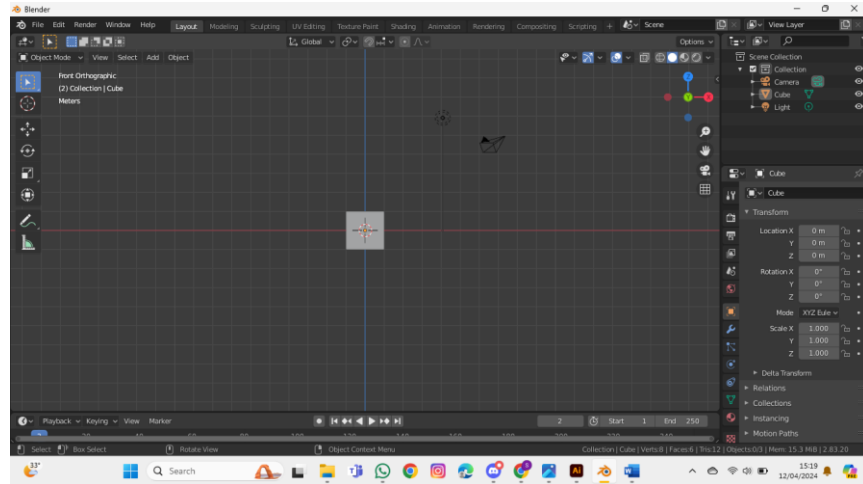 Blender
File Edit Render Window Help Layout Modeling Sculpting UV Editing Texture Paint Shading Animation Rendering Compositing Scripting + Scene View Layer
Global Options
Object Mode View Select Add Object
Front Orthographic
(2) Collection | Cube
Meters
Z
Y
X
Scene Collection
Collection
Camera
Cube
Light
Cube
Cube
Transform
Location X 0 m
Y 0 m
Z 0 m
Rotation X 0°
Y 0°
Z 0°
Mode XYZ Eule
Scale X 1.000
Y 1.000
Z 1.000
Delta Transform
Relations
Collections
Instancing
Motion Paths
Playback Keying View Marker 2 Start 1 End 250
Select Box Select Rotate View Object Context Menu Collection | Cube | Verts:8 | Faces:6 | Tris:12 | Objects:0/3 | Mem: 15.3 MiB | 2.83.20
33° Search Ai 15:19
12/04/2024